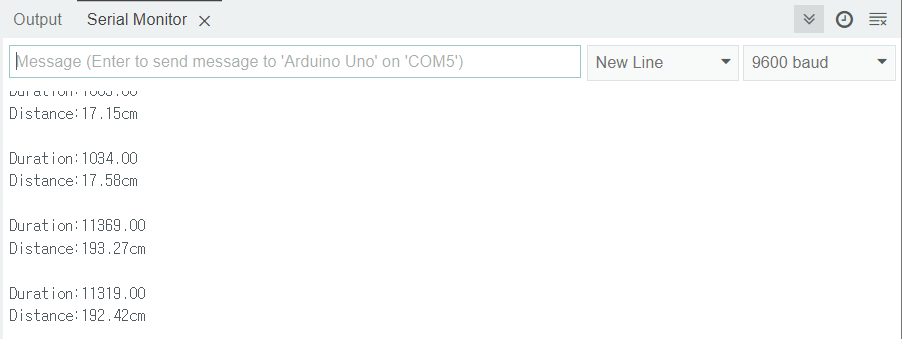 Output
Serial Monitor
Message (Enter to send message to 'Arduino Uno' on 'COM5')
New Line
9600 baud
Distance:17.15cm
Duration:1034.00
Distance:17.58cm
Duration:11369.00
Distance:193.27cm
Duration:11319.00
Distance:192.42cm